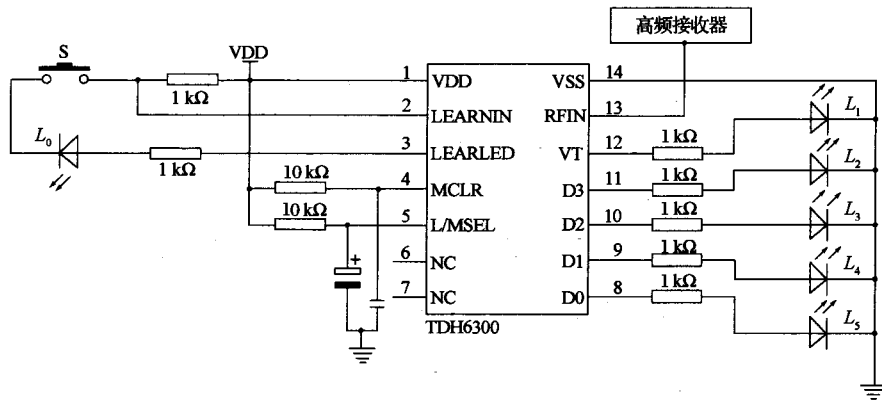 高频接收器
S
VDD
1 kΩ
L₀
1 kΩ
10 kΩ
10 kΩ
+
1 VDD
2 LEARNIN
3 LEARLED
4 MCLR
5 L/MSEL
6 NC
7 NC
VSS 14
RFIN 13
VT 12
D3 11
D2 10
D1 9
D0 8
TDH6300
1 kΩ
1 kΩ
1 kΩ
1 kΩ
1 kΩ
L₁
L₂
L₃
L₄
L₅